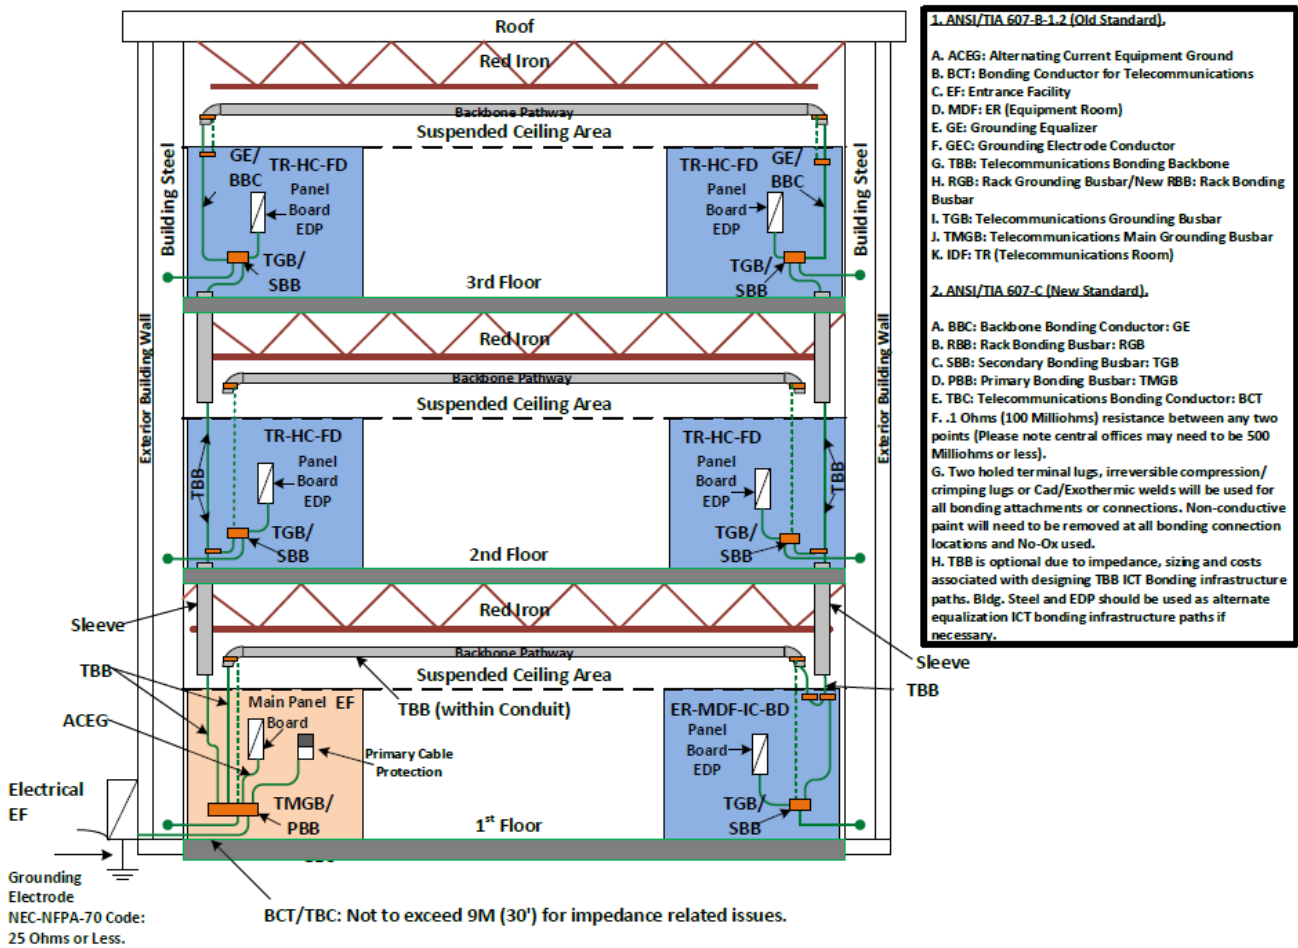 Roof
Red Iron
Backbone Pathway
Suspended Ceiling Area
Building Steel
GE/
BBC
TR-HC-FD
Panel
Board
EDP
TGB/
SBB
3rd Floor
TR-HC-FD
GE/
BBC
Panel
Board
EDP
TGB/
SBB
Building Steel
Exterior Building Wall
Red Iron
Backbone Pathway
Suspended Ceiling Area
TBB
TR-HC-FD
Panel
Board
EDP
TGB/
SBB
2nd Floor
TR-HC-FD
Panel
Board
EDP
TGB/
SBB
TBB
Exterior Building Wall
Red Iron
Backbone Pathway
Suspended Ceiling Area
Sleeve
TBB
ACEG
TBB (within Conduit)
Main Panel
Board
EF
Primary Cable
Protection
TMGB/
PBB
1st Floor
ER-MDF-IC-BD
Panel
Board
EDP
TGB/
SBB
Sleeve
TBB
Electrical
EF
Grounding
Electrode
NEC-NFPA-70 Code:
25 Ohms or Less.
BCT/TBC: Not to exceed 9M (30') for impedance related issues.
1. ANSI/TIA 607-B-1.2 (Old Standard).
A. ACEG: Alternating Current Equipment Ground
B. BCT: Bonding Conductor for Telecommunications
C. EF: Entrance Facility
D. MDF: ER (Equipment Room)
E. GE: Grounding Equalizer
F. GEC: Grounding Electrode Conductor
G. TBB: Telecommunications Bonding Backbone
H. RGB: Rack Grounding Busbar/New RBB: Rack Bonding
Busbar
I. TGB: Telecommunications Grounding Busbar
J. TMGB: Telecommunications Main Grounding Busbar
K. IDF: TR (Telecommunications Room)
2. ANSI/TIA 607-C (New Standard).
A. BBC: Backbone Bonding Conductor: GE
B. RBB: Rack Bonding Busbar: RGB
C. SBB: Secondary Bonding Busbar: TGB
D. PBB: Primary Bonding Busbar: TMGB
E. TBC: Telecommunications Bonding Conductor: BCT
F. .1 Ohms (100 Milliohms) resistance between any two
points (Please note central offices may need to be 500
Milliohms or less).
G. Two holed terminal lugs, irreversible compression/
crimping lugs or Cad/Exothermic welds will be used for
all bonding attachments or connections. Non-conductive
paint will need to be removed at all bonding connection
locations and No-Ox used.
H. TBB is optional due to impedance, sizing and costs
associated with designing TBB ICT Bonding infrastructure
paths. Bldg. Steel and EDP should be used as alternate
equalization ICT bonding infrastructure paths if
necessary.